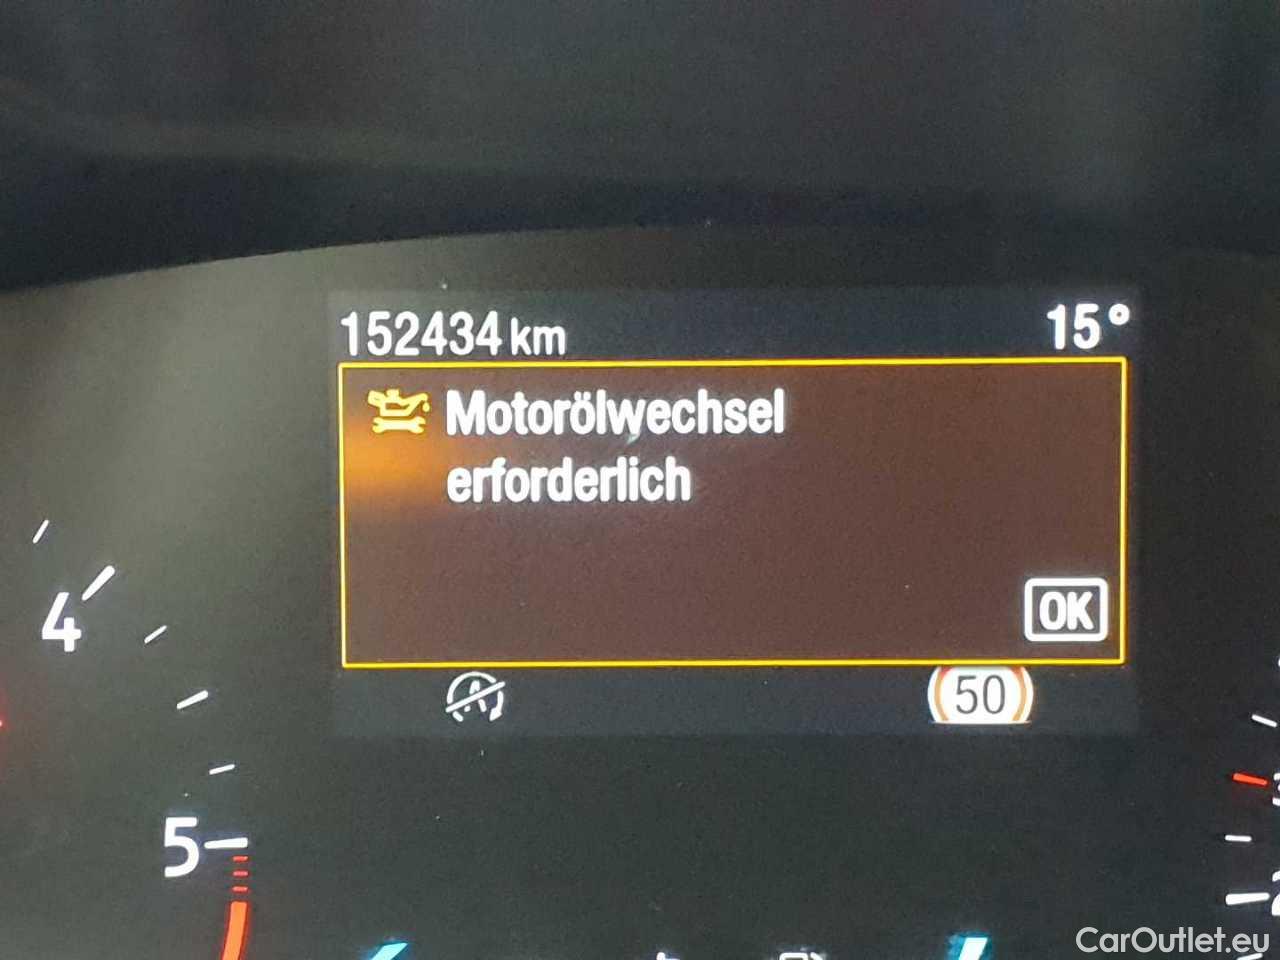 152434 km 15°
Motorölwechsel
erforderlich
OK
A 50
4
5
CarOutlet.eu